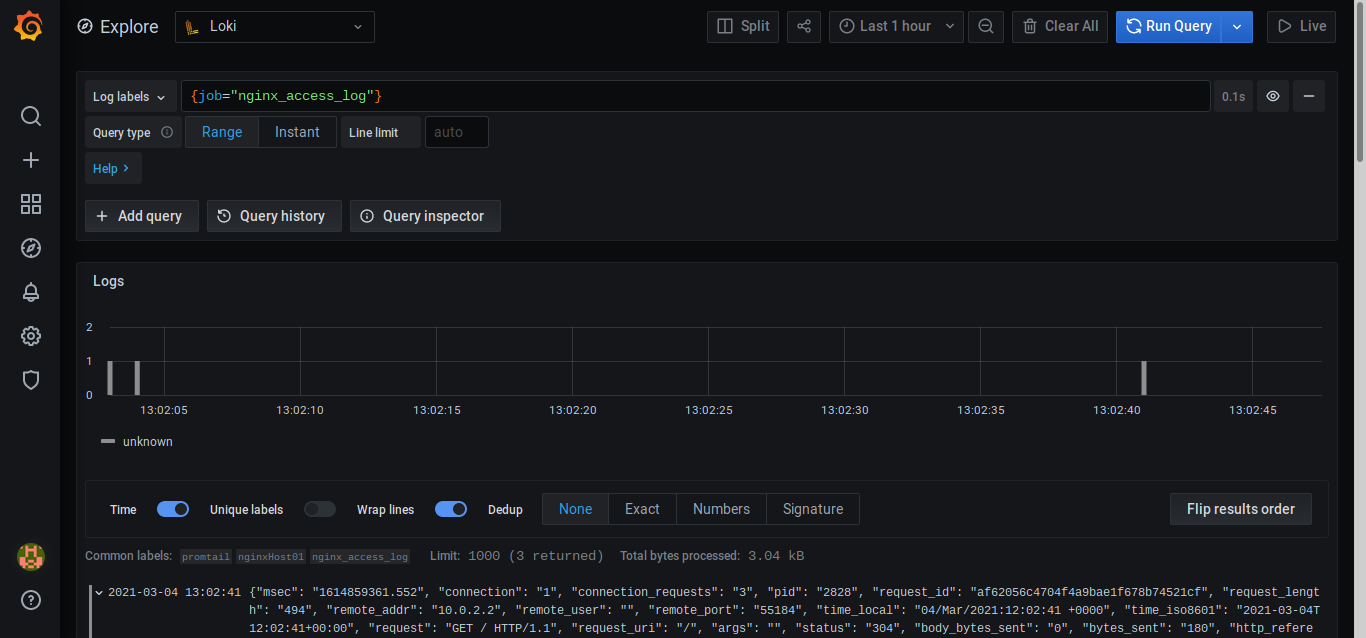 Explore Loki Split Last 1 hour Clear All Run Query Live
Log labels {job="nginx_access_log"} 0.1s
Query type Range Instant Line limit auto
Help >
+ Add query Query history Query inspector
Logs
2
1
0
13:02:05 13:02:10 13:02:15 13:02:20 13:02:25 13:02:30 13:02:35 13:02:40 13:02:45
unknown
Time Unique labels Wrap lines Dedup None Exact Numbers Signature Flip results order
Common labels: promtail nginxHost01 nginx_access_log Limit: 1000 (3 returned) Total bytes processed: 3.04 kB
2021-03-04 13:02:41 {"msec": "1614859361.552", "connection": "1", "connection_requests": "3", "pid": "2828", "request_id": "af62056c4704f4a9bae1f678b74521cf", "request_lengt
h": "494", "remote_addr": "10.0.2.2", "remote_user": "", "remote_port": "55184", "time_local": "04/Mar/2021:12:02:41 +0000", "time_iso8601": "2021-03-04T
12:02:41+00:00", "request": "GET / HTTP/1.1", "request_uri": "/", "args": "", "status": "304", "body_bytes_sent": "0", "bytes_sent": "180", "http_refere